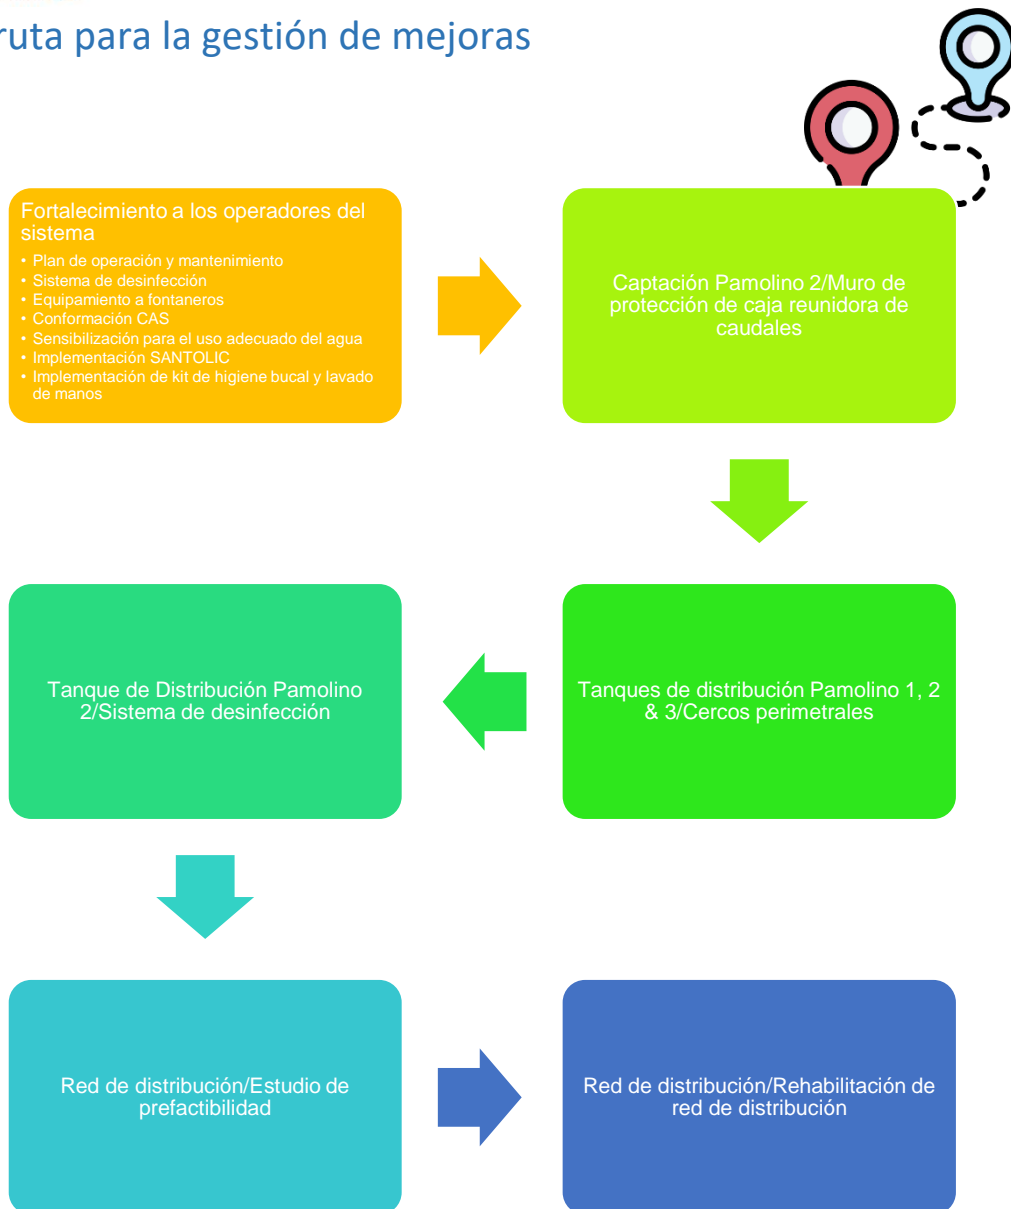 ruta para la gestión de mejoras
Fortalecimiento a los operadores del
sistema
• Plan de operación y mantenimiento
• Sistema de desinfección
• Equipamiento a fontaneros
• Conformación CAS
• Sensibilización para el uso adecuado del agua
• Implementación SANTOLIC
• Implementación de kit de higiene bucal y lavado
de manos
Captación Pamolino 2/Muro de
protección de caja reunidora de
caudales
Tanques de distribución Pamolino 1, 2
& 3/Cercos perimetrales
Tanque de Distribución Pamolino
2/Sistema de desinfección
Red de distribución/Estudio de
prefactibilidad
Red de distribución/Rehabilitación de
red de distribución